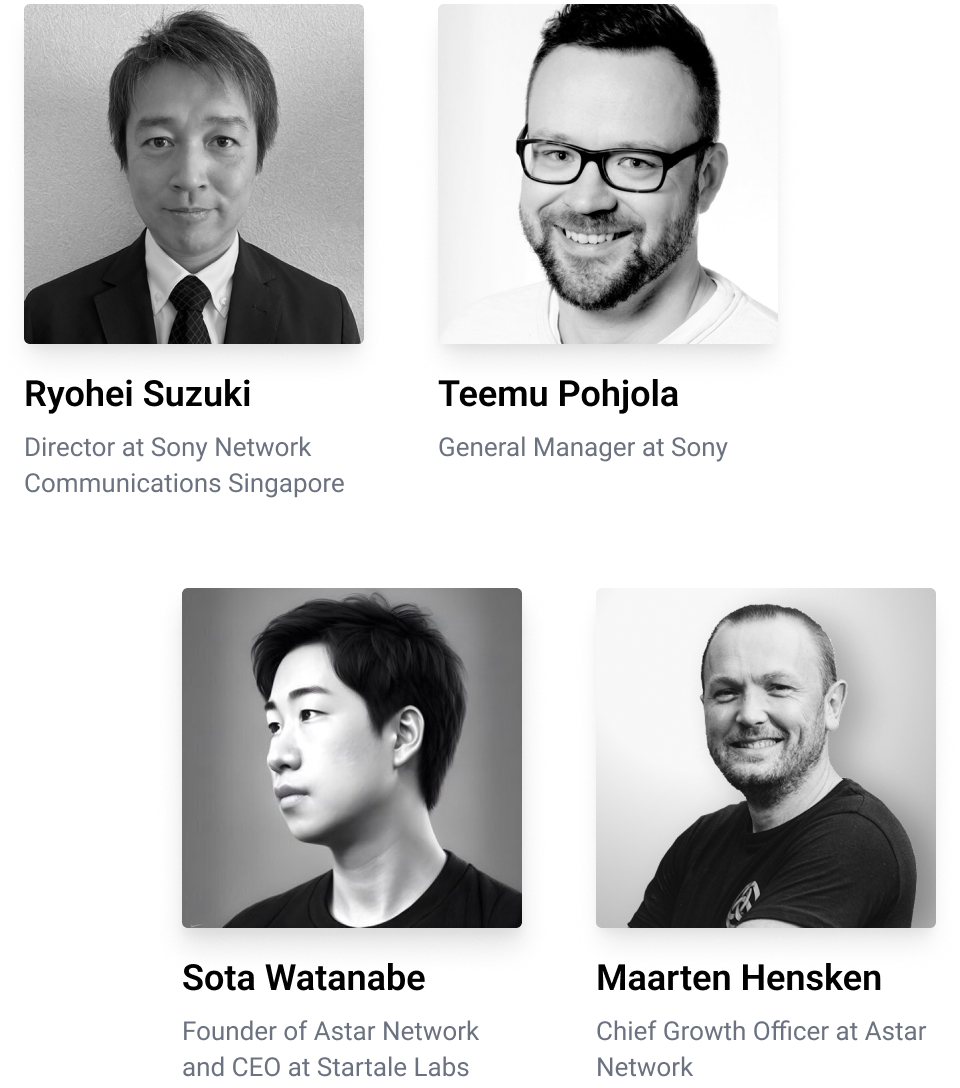 Ryohei Suzuki
Director at Sony Network
Communications Singapore
Teemu Pohjola
General Manager at Sony
Sota Watanabe
Founder of Astar Network
and CEO at Startale Labs
Maarten Hensken
Chief Growth Officer at Astar
Network